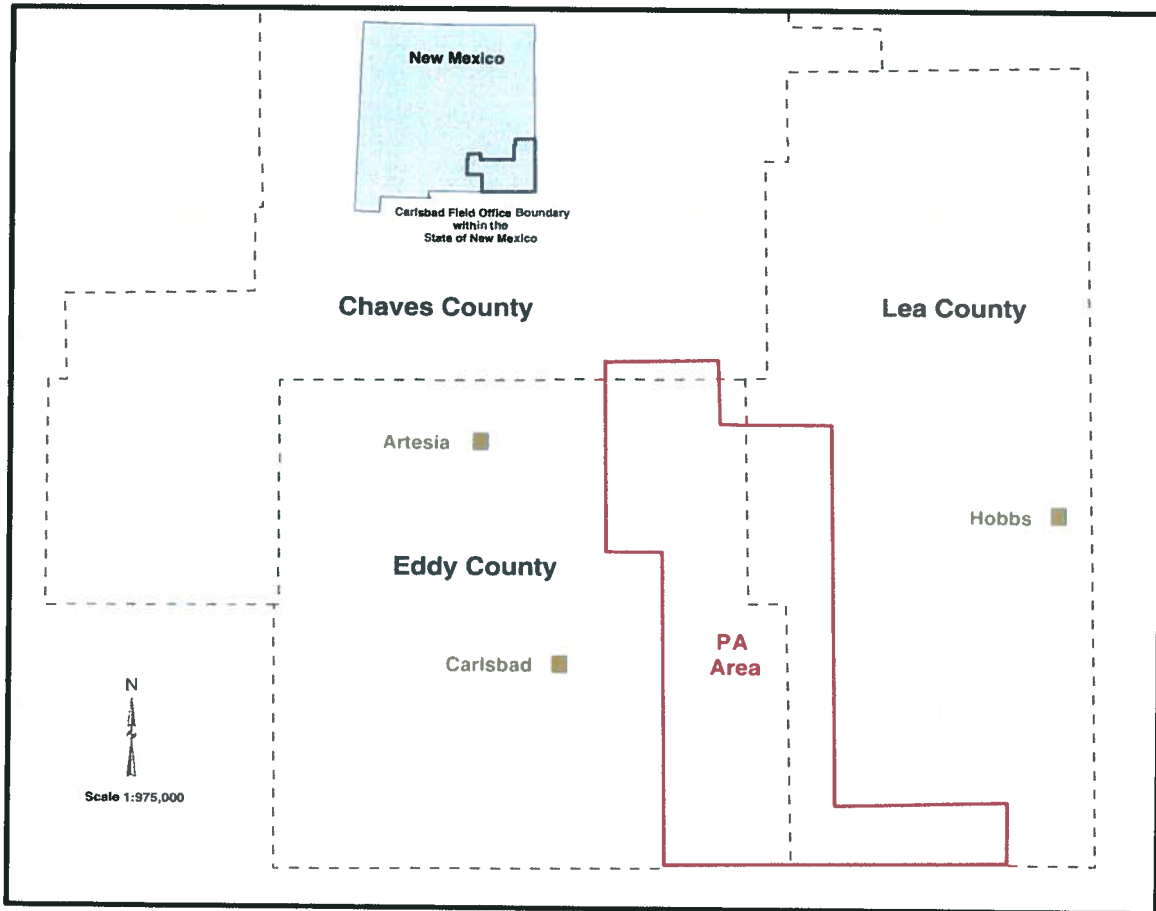 New Mexico
Carlsbad Field Office Boundary
within the
State of New Mexico
Chaves County
Lea County
Artesia
Hobbs
Eddy County
PA
Area
Carlsbad
N
Scale 1:975,000